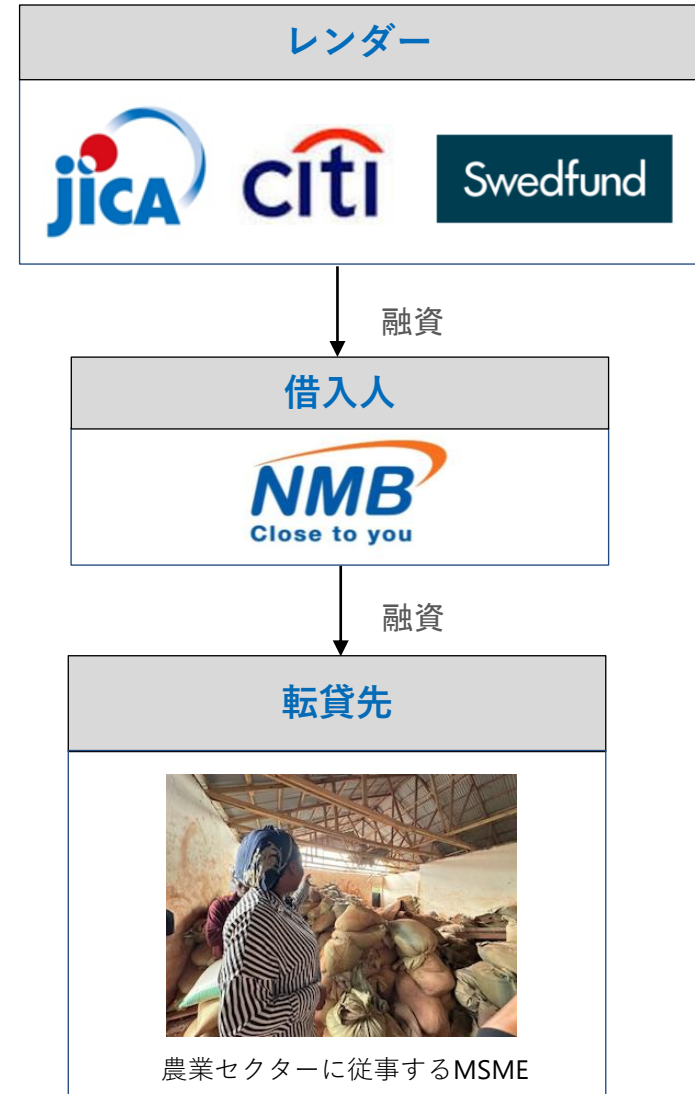 レンダー
jica
citi
Swedfund
融資
借入人
NMB
Close to you
融資
転貸先
農業セクターに従事するMSME